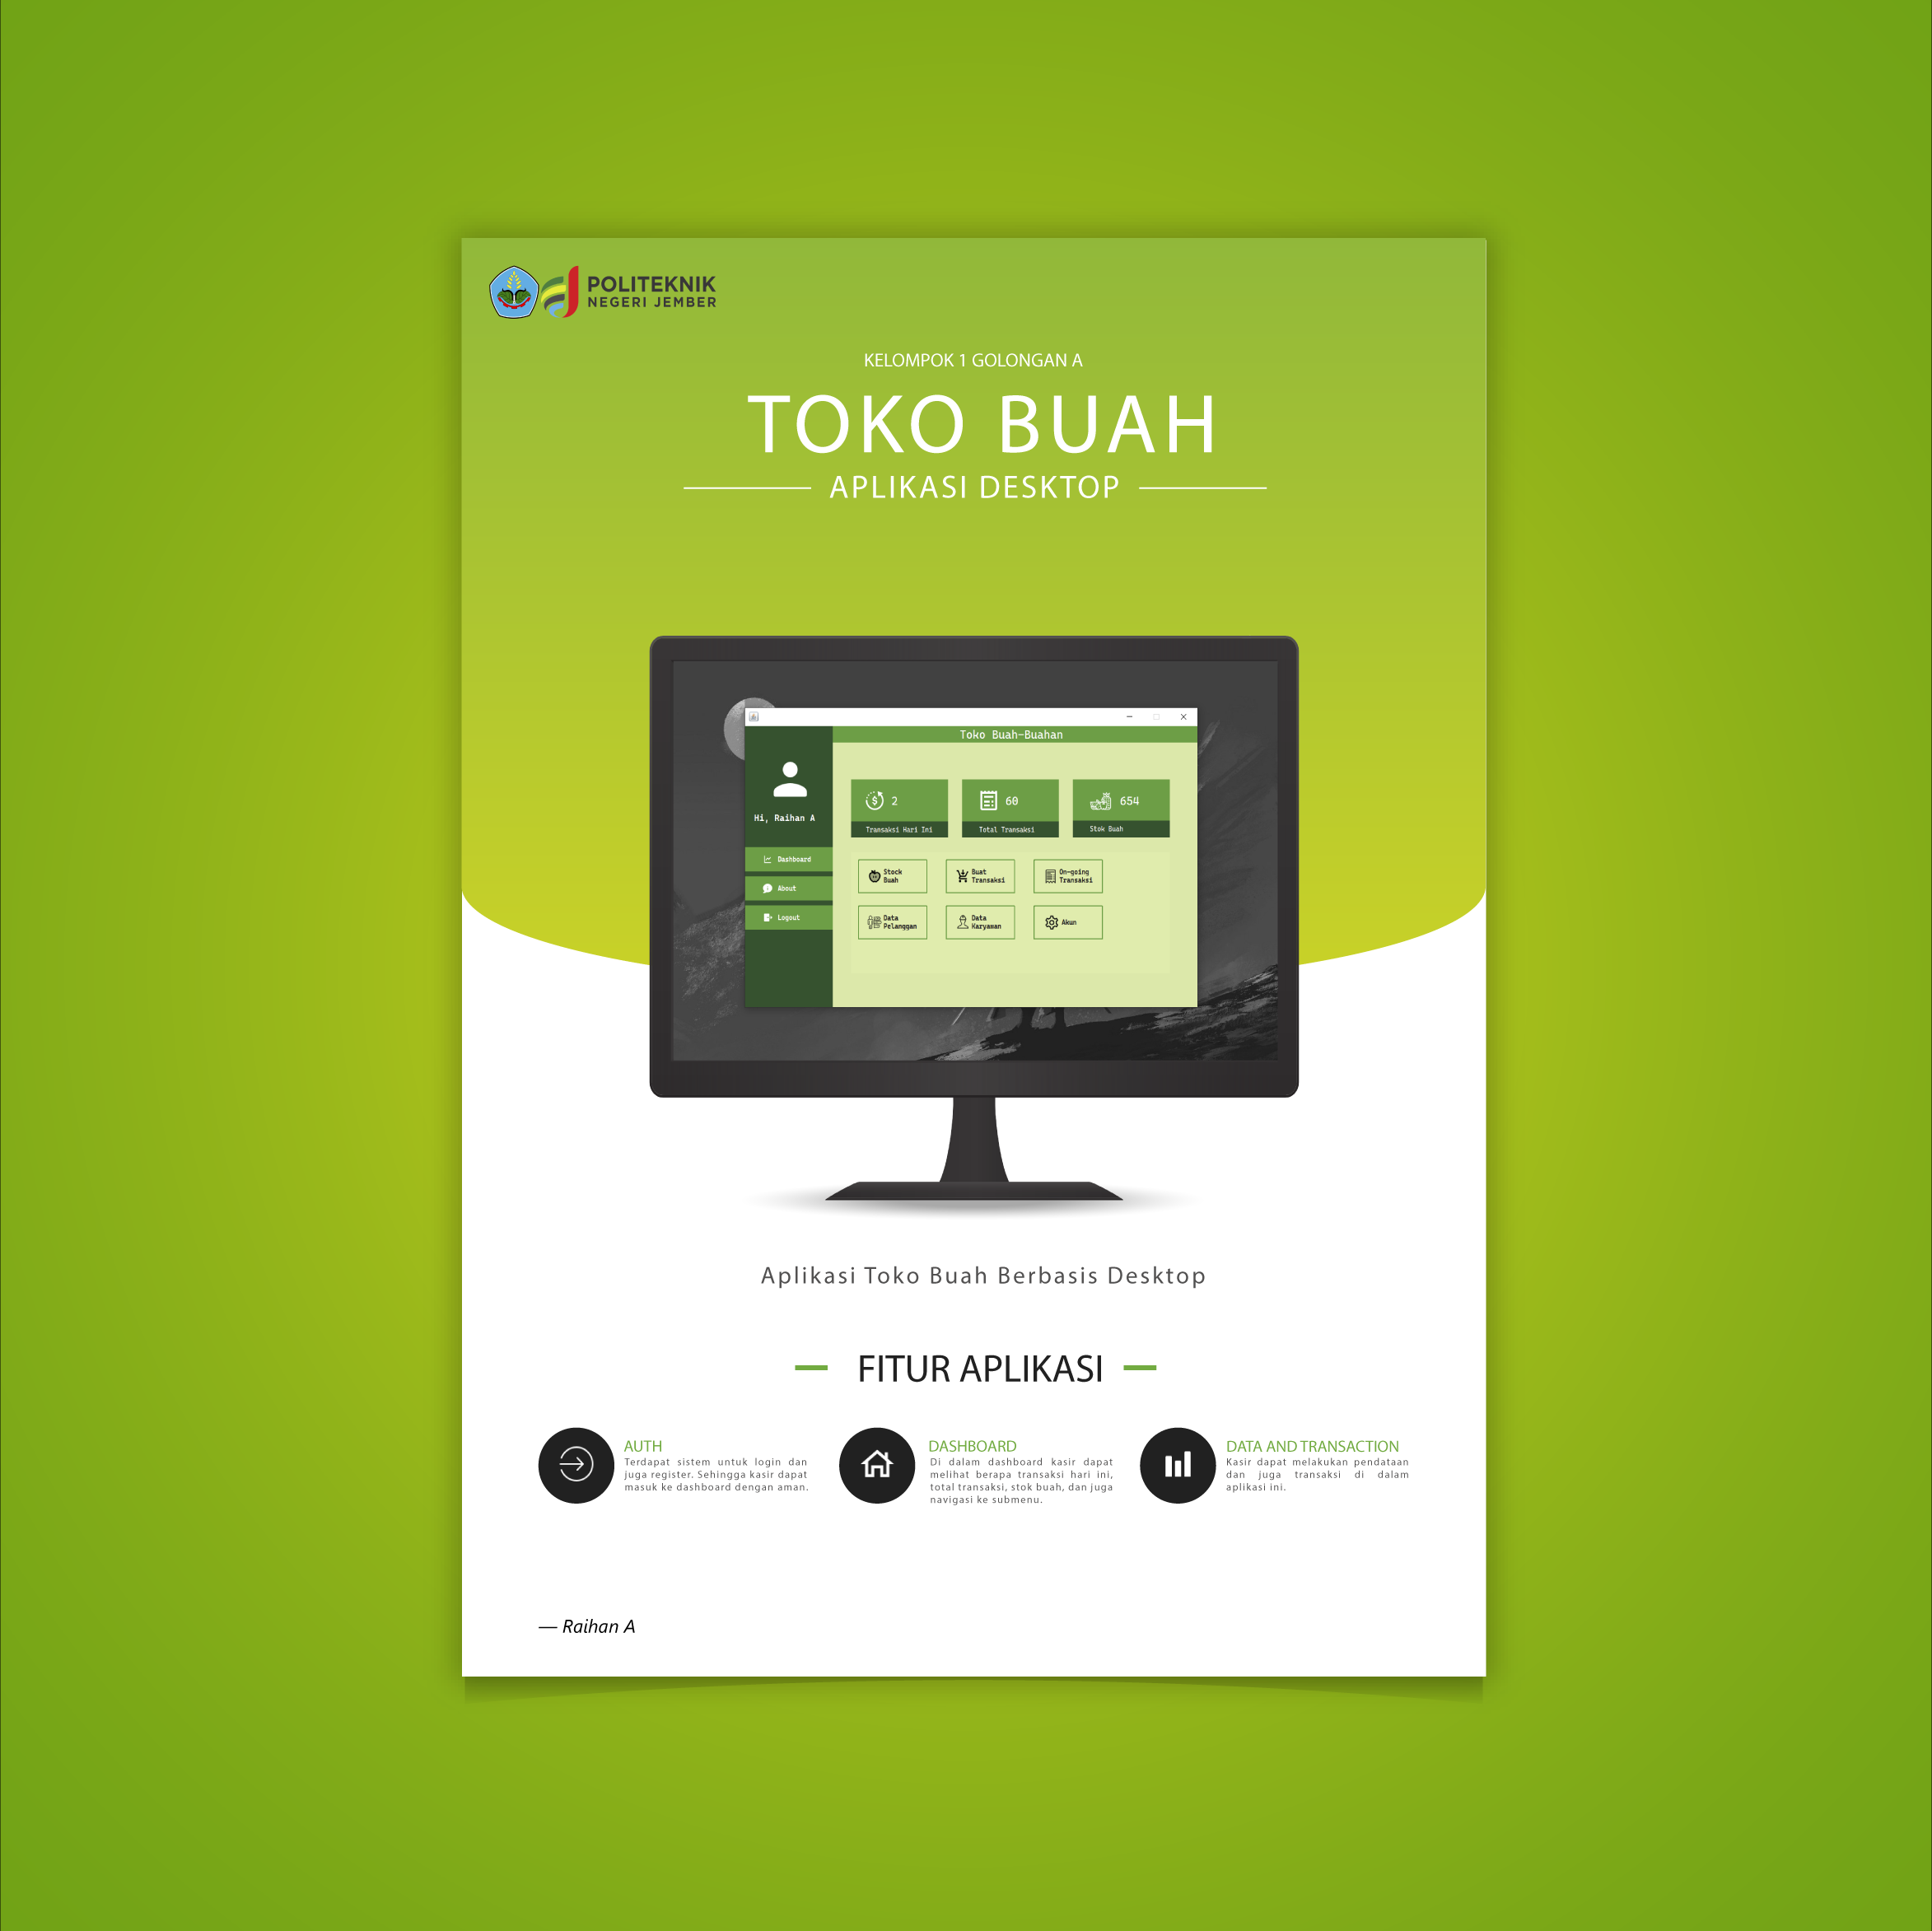 POLITEKNIK
NEGERI JEMBER
KELOMPOK 1 GOLONGAN A
TOKO BUAH
APLIKASI DESKTOP
Toko Buah-Buahan
Hi, Raihan A
Dashboard
About
Logout
2
Transaksi Hari Ini
60
Total Transaksi
654
Stok Buah
Stock
Buah
Buat
Transaksi
On-going
Transaksi
Data
Pelanggan
Data
Karyawan
Akun
Aplikasi Toko Buah Berbasis Desktop
FITUR APLIKASI
AUTH
Terdapat sistem untuk login dan
juga register. Sehingga kasir dapat
masuk ke dashboard dengan aman.
DASHBOARD
Di dalam dashboard kasir dapat
melihat berapa transaksi hari ini,
total transaksi, stok buah, dan juga
navigasi ke submenu.
DATA AND TRANSACTION
Kasir dapat melakukan pendataan
dan juga transaksi di dalam
aplikasi ini.
— Raihan A